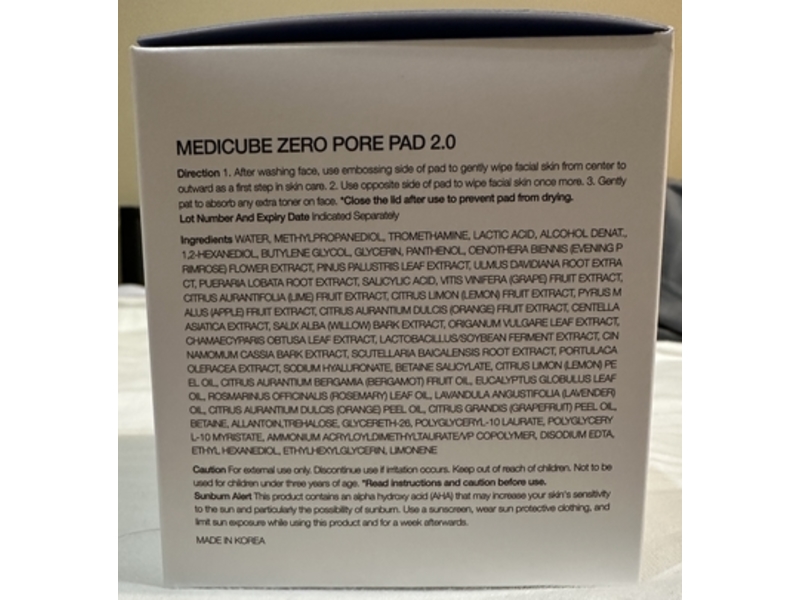 MEDICUBE ZERO PORE PAD 2.0
Direction 1. After washing face, use embossing side of pad to gently wipe facial skin from center to
outward as a first step in skin care. 2. Use opposite side of pad to wipe facial skin once more. 3. Gently
pat to absorb any extra toner on face. *Close the lid after use to prevent pad from drying.
Lot Number And Expiry Date Indicated Separately
Ingredients WATER, METHYLPROPANEDIOL, TROMETHAMINE, LACTIC ACID, ALCOHOL DENAT.,
1,2-HEXANEDIOL, BUTYLENE GLYCOL, GLYCERIN, PANTHENOL, OENOTHERA BIENNIS (EVENING P
RIMROSE) FLOWER EXTRACT, PINUS PALUSTRIS LEAF EXTRACT, ULMUS DAVIDIANA ROOT EXTRA
CT, PUERARIA LOBATA ROOT EXTRACT, SALICYLIC ACID, VITIS VINIFERA (GRAPE) FRUIT EXTRACT,
CITRUS AURANTIFOLIA (LIME) FRUIT EXTRACT, CITRUS LIMON (LEMON) FRUIT EXTRACT, PYRUS M
ALUS (APPLE) FRUIT EXTRACT, CITRUS AURANTIUM DULCIS (ORANGE) FRUIT EXTRACT, CENTELLA
ASIATICA EXTRACT, SALIX ALBA (WILLOW) BARK EXTRACT, ORIGANUM VULGARE LEAF EXTRACT,
CHAMAECYPARIS OBTUSA LEAF EXTRACT, LACTOBACILLUS/SOYBEAN FERMENT EXTRACT, CIN
NAMOMUM CASSIA BARK EXTRACT, SCUTELLARIA BAICALENSIS ROOT EXTRACT, PORTULACA
OLERACEA EXTRACT, SODIUM HYALURONATE, BETAINE SALICYLATE, CITRUS LIMON (LEMON) PE
EL OIL, CITRUS AURANTIUM BERGAMIA (BERGAMOT) FRUIT OIL, EUCALYPTUS GLOBULUS LEAF
OIL, ROSMARINUS OFFICINALIS (ROSEMARY) LEAF OIL, LAVANDULA ANGUSTIFOLIA (LAVENDER)
OIL, CITRUS AURANTIUM DULCIS (ORANGE) PEEL OIL, CITRUS GRANDIS (GRAPEFRUIT) PEEL OIL,
BETAINE, ALLANTOIN,TREHALOSE, GLYCERETH-26, POLYGLYCERYL-10 LAURATE, POLYGLYCERY
L-10 MYRISTATE, AMMONIUM ACRYLOYLDIMETHYLTAURATE/VP COPOLYMER, DISODIUM EDTA,
ETHYL HEXANEDIOL, ETHYLHEXYLGLYCERIN, LIMONENE
Caution For external use only. Discontinue use if irritation occurs. Keep out of reach of children. Not to be
used for children under three years of age. *Read instructions and caution before use.
Sunburn Alert This product contains an alpha hydroxy acid (AHA) that may increase your skin's sensitivity
to the sun and particularly the possibility of sunburn. Use a sunscreen, wear sun protective clothing, and
limit sun exposure while using this product and for a week afterwards.
MADE IN KOREA